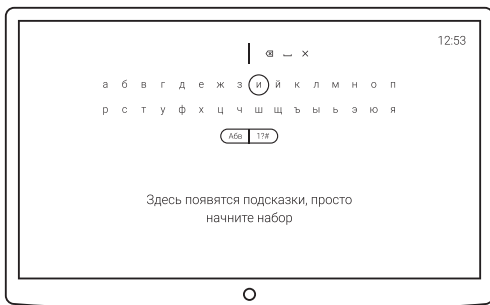 12:53
а б в г д е ж з и й к л м н о п
р с т у ф х ц ч ш щ ъ ы ь э ю я
Абв 1?#
Здесь появятся подсказки, просто
начните набор